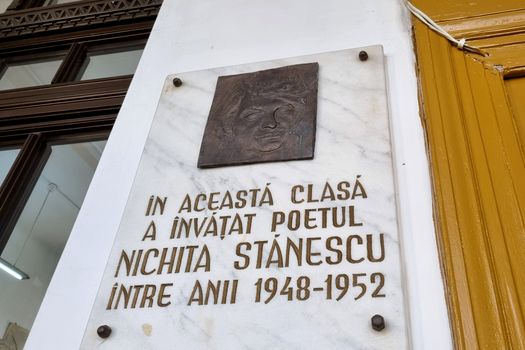 ÎN ACEASTĂ CLASĂ
A ÎNVĂȚAT POETUL
NICHITA STĂNESCU
ÎNTRE ANII 1948-1952